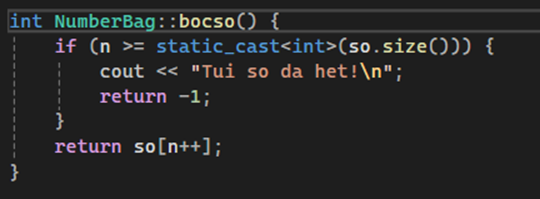 int NumberBag::bocso() {
    if (n >= static_cast<int>(so.size())) {
        cout << "Tui so da het!\n";
        return -1;
    }
    return so[n++];
}